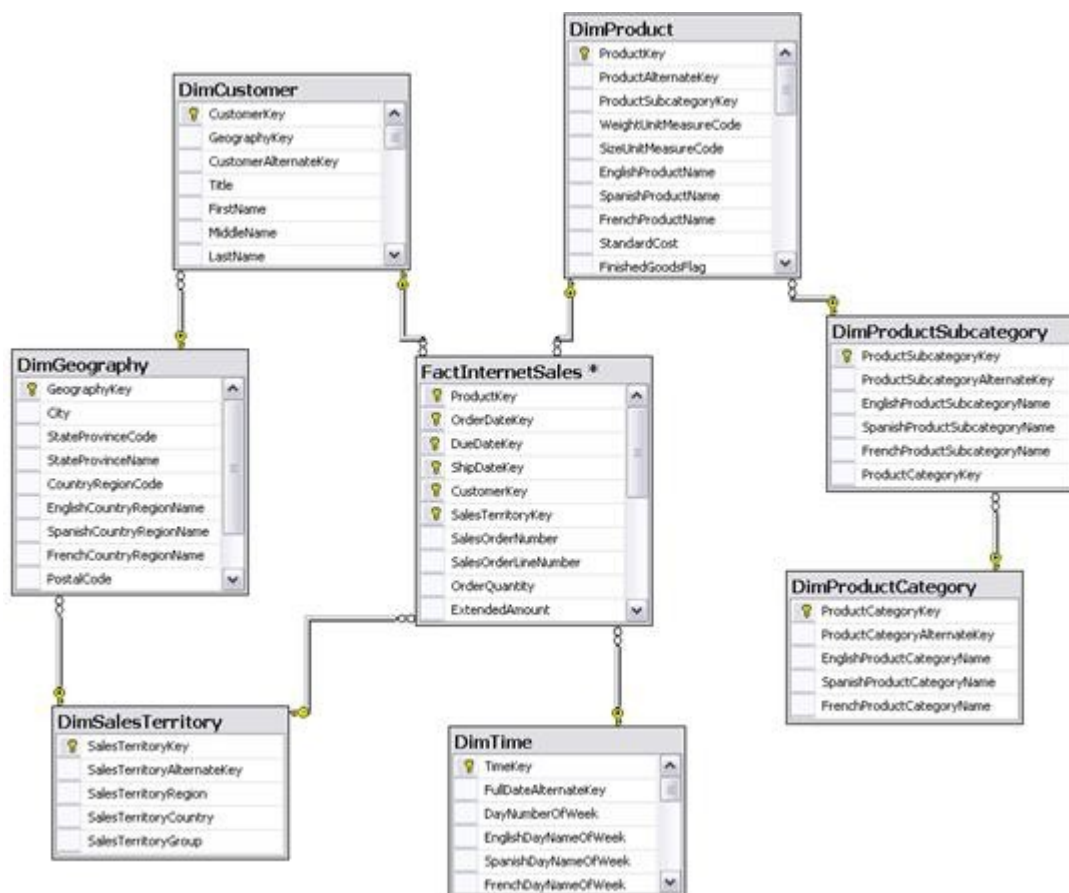 DimProduct
ProductKey
ProductAlternateKey
ProductSubcategoryKey
WeightUnitMeasureCode
SizeUnitMeasureCode
EnglishProductName
SpanishProductName
FrenchProductName
StandardCost
FinishedGoodsFlag
DimCustomer
CustomerKey
GeographyKey
CustomerAlternateKey
Title
FirstName
MiddleName
LastName
DimProductSubcategory
ProductSubcategoryKey
ProductSubcategoryAlternateKey
EnglishProductSubcategoryName
SpanishProductSubcategoryName
FrenchProductSubcategoryName
ProductCategoryKey
DimGeography
GeographyKey
City
StateProvinceCode
StateProvinceName
CountryRegionCode
EnglishCountryRegionName
SpanishCountryRegionName
FrenchCountryRegionName
PostalCode
FactInternetSales *
ProductKey
OrderDateKey
DueDateKey
ShipDateKey
CustomerKey
SalesTerritoryKey
SalesOrderNumber
SalesOrderLineNumber
OrderQuantity
ExtendedAmount
DimProductCategory
ProductCategoryKey
ProductCategoryAlternateKey
EnglishProductCategoryName
SpanishProductCategoryName
FrenchProductCategoryName
DimSalesTerritory
SalesTerritoryKey
SalesTerritoryAlternateKey
SalesTerritoryRegion
SalesTerritoryCountry
SalesTerritoryGroup
DimTime
TimeKey
FullDateAlternateKey
DayNumberOfWeek
EnglishDayNameOfWeek
SpanishDayNameOfWeek
FrenchDayNameOfWeek